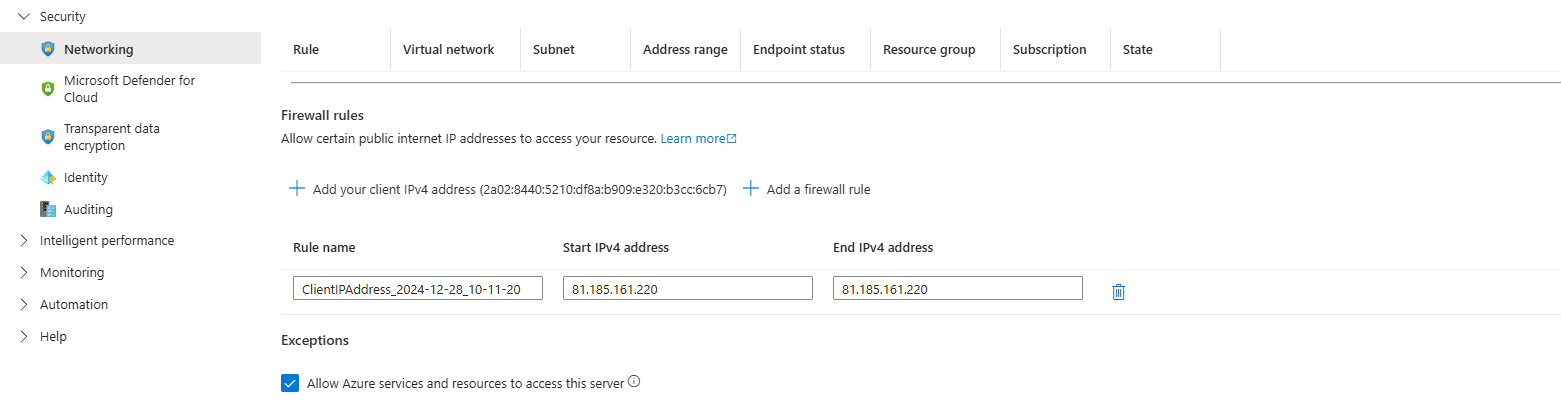 Security
Networking
Microsoft Defender for
Cloud
Transparent data
encryption
Identity
Auditing
Intelligent performance
Monitoring
Automation
Help
Rule Virtual network Subnet Address range Endpoint status Resource group Subscription State
Firewall rules
Allow certain public internet IP addresses to access your resource. Learn more
Add your client IPv4 address (2a02:8440:5210:df8a:b909:e320:b3cc:6cb7) Add a firewall rule
Rule name Start IPv4 address End IPv4 address
ClientIPAddress_2024-12-28_10-11-20 81.185.161.220 81.185.161.220
Exceptions
Allow Azure services and resources to access this server